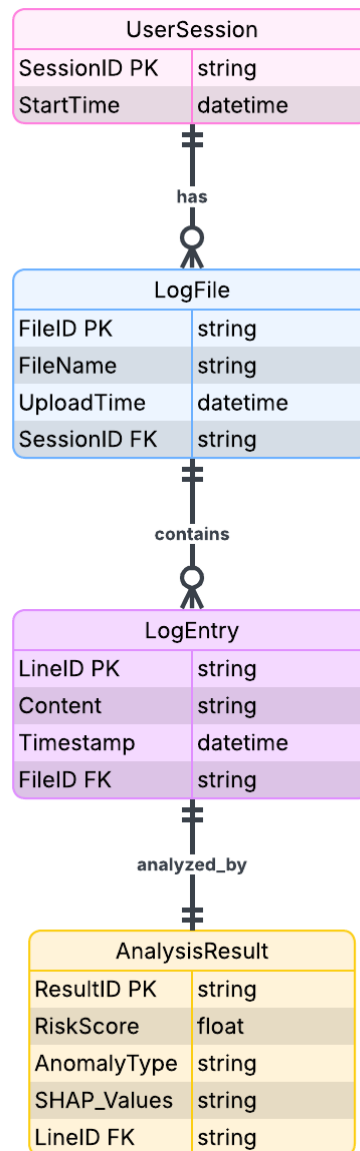 UserSession
SessionID PK string
StartTime datetime
has
LogFile
FileID PK string
FileName string
UploadTime datetime
SessionID FK string
contains
LogEntry
LineID PK string
Content string
Timestamp datetime
FileID FK string
analyzed_by
AnalysisResult
ResultID PK string
RiskScore float
AnomalyType string
SHAP_Values string
LineID FK string